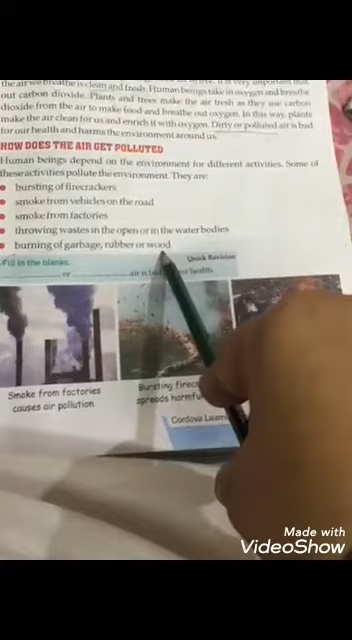 the air we breathe is clean and fresh. Human beings take in oxygen and breathe
out carbon dioxide. Plants and trees make the air fresh as they use carbon
dioxide from the air to make food and breathe out oxygen. In this way, plants
make the air clean for us and enrich it with oxygen. Dirty or polluted air is bad
for our health and harms the environment around us.
HOW DOES THE AIR GET POLLUTED
Human beings depend on the environment for different activities. Some of
these activities pollute the environment. They are:
bursting of firecrackers
smoke from vehicles on the road
smoke from factories
throwing wastes in the open or in the water bodies
burning of garbage, rubber or wood
Quick Revision
Fill in the blanks.
or air is bad health.
Smoke from factories
causes air pollution.
Bursting
spreads
Cordova
Made with
VideoShow